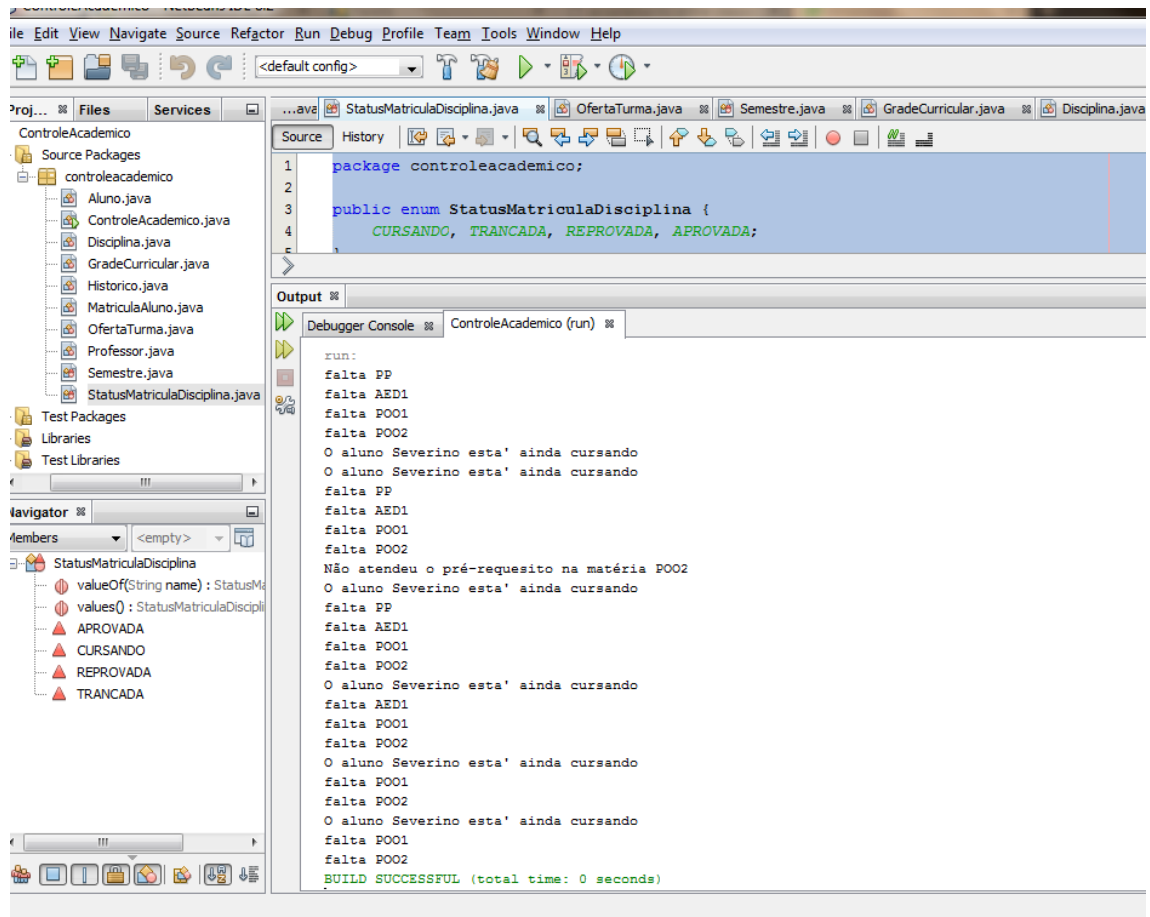 ile Edit View Navigate Source Refactor Run Debug Profile Team Tools Window Help
<default config>
Proj... Files Services
ControleAcademico
Source Packages
controleacademico
Aluno.java
ControleAcademico.java
Disciplina.java
GradeCurricular.java
Historico.java
MatriculaAluno.java
OfertaTurma.java
Professor.java
Semestre.java
StatusMatriculaDisciplina.java
Test Packages
Libraries
Test Libraries
Navigator
Members <empty>
StatusMatriculaDisciplina
valueOf(String name) : StatusMa
values() : StatusMatriculaDiscipli
APROVADA
CURSANDO
REPROVADA
TRANCADA
...ava StatusMatriculaDisciplina.java OfertaTurma.java Semestre.java GradeCurricular.java Disciplina.java
Source History
1 package controleacademico;
2
3 public enum StatusMatriculaDisciplina {
4 CURSANDO, TRANCADA, REPROVADA, APROVADA;
Output
Debugger Console ControleAcademico (run)
run:
falta PP
falta AED1
falta POO1
falta POO2
O aluno Severino esta' ainda cursando
O aluno Severino esta' ainda cursando
falta PP
falta AED1
falta POO1
falta POO2
Não atendeu o pré-requesito na matéria POO2
O aluno Severino esta' ainda cursando
falta PP
falta AED1
falta POO1
falta POO2
O aluno Severino esta' ainda cursando
falta AED1
falta POO1
falta POO2
O aluno Severino esta' ainda cursando
falta POO1
falta POO2
O aluno Severino esta' ainda cursando
falta POO1
falta POO2
BUILD SUCCESSFUL (total time: 0 seconds)